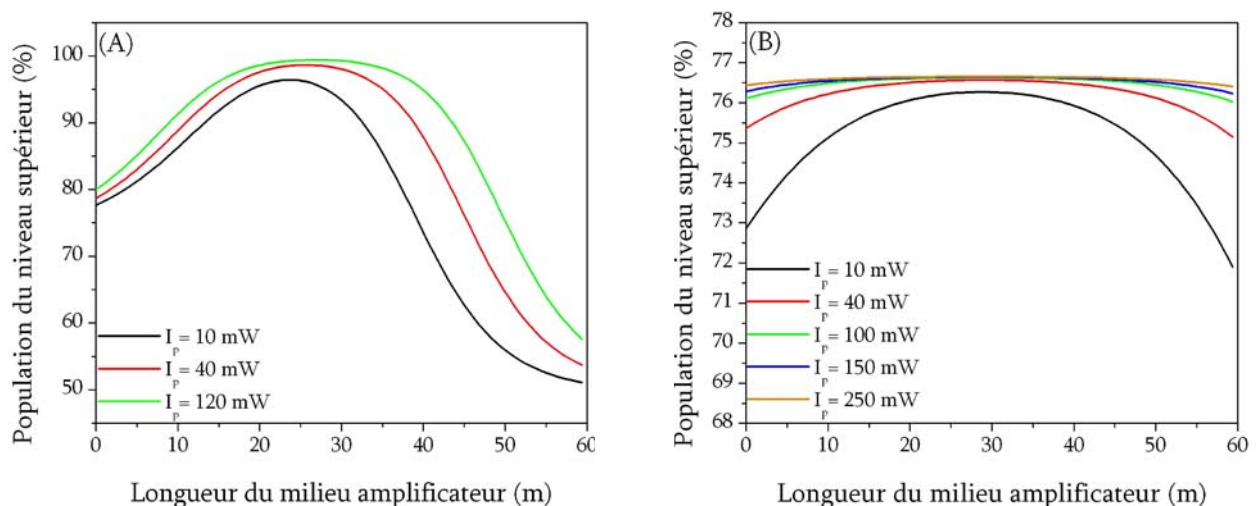 (A)
Population du niveau supérieur (%)
100
90
80
70
60
50
I_p = 10 mW
I_p = 40 mW
I_p = 120 mW
0 10 20 30 40 50 60
Longueur du milieu amplificateur (m)
(B)
Population du niveau supérieur (%)
78
77
76
75
74
73
72
71
70
69
68
I_p = 10 mW
I_p = 40 mW
I_p = 100 mW
I_p = 150 mW
I_p = 250 mW
0 10 20 30 40 50 60
Longueur du milieu amplificateur (m)